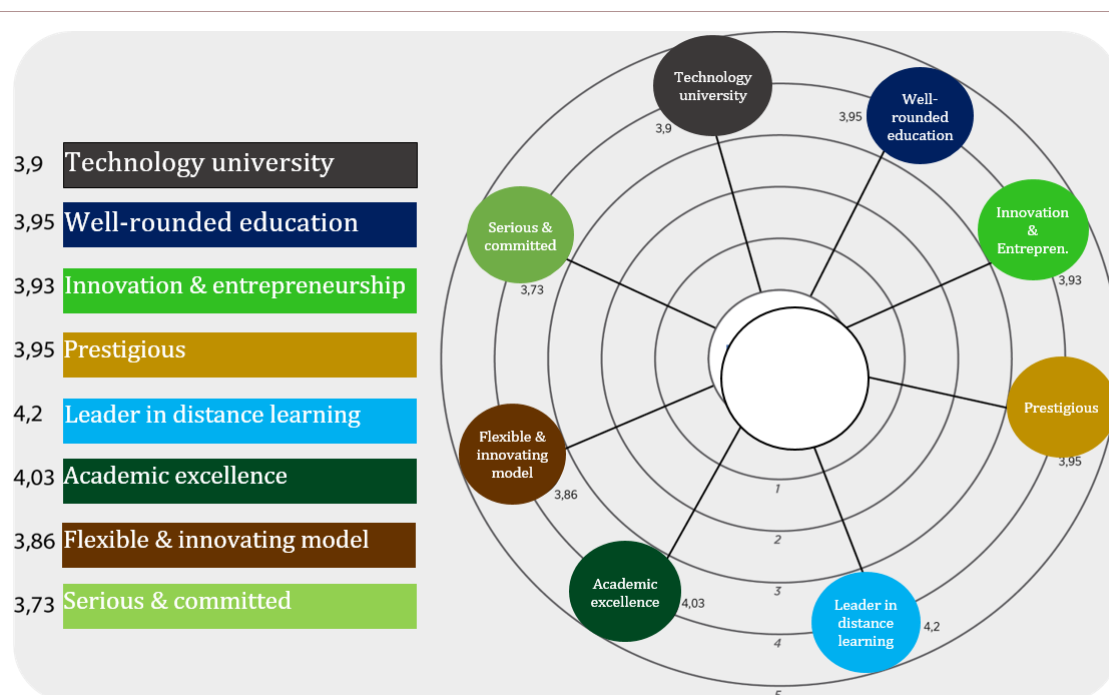 3,9 Technology university
3,95 Well-rounded education
3,93 Innovation & entrepreneurship
3,95 Prestigious
4,2 Leader in distance learning
4,03 Academic excellence
3,86 Flexible & innovating model
3,73 Serious & committed
Technology
university
3,9
Well-
rounded
education
3,95
Innovation
&
Entrepren.
3,93
Prestigious
3,95
Leader in
distance
learning
4,2
Academic
excellence
4,03
Flexible &
innovating
model
3,86
Serious &
committed
3,73
1
2
3
4
5